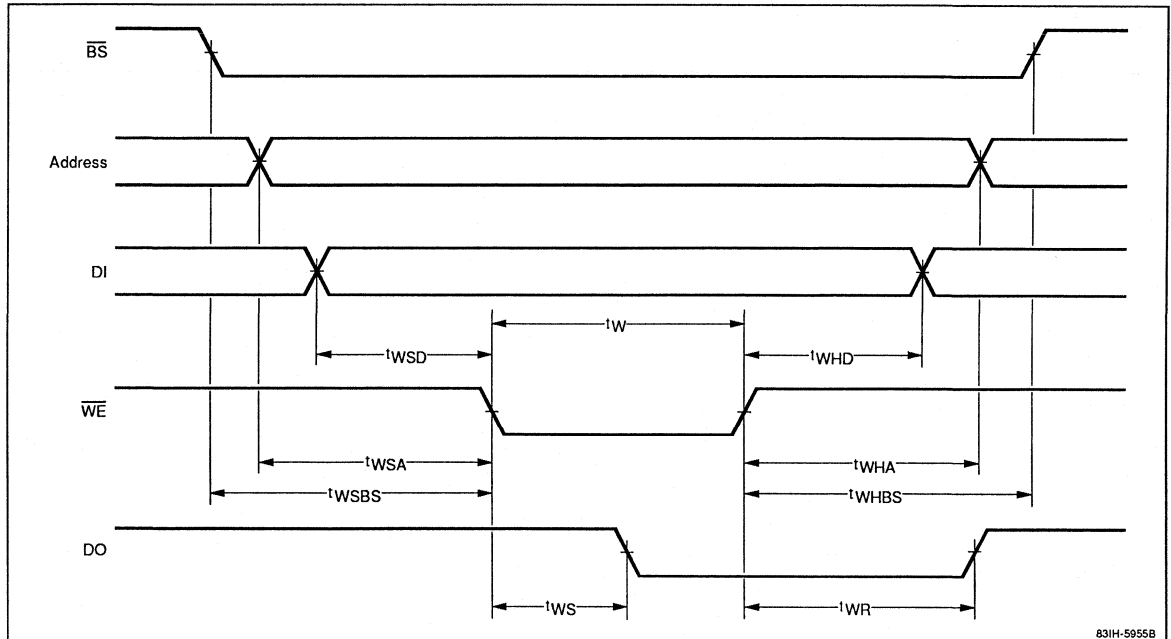 BS
Address
DI
tW
tWSD
tWHD
WE
tWSA
tWHA
tWSBS
tWHBS
DO
tWS
tWR
83IH-5955B